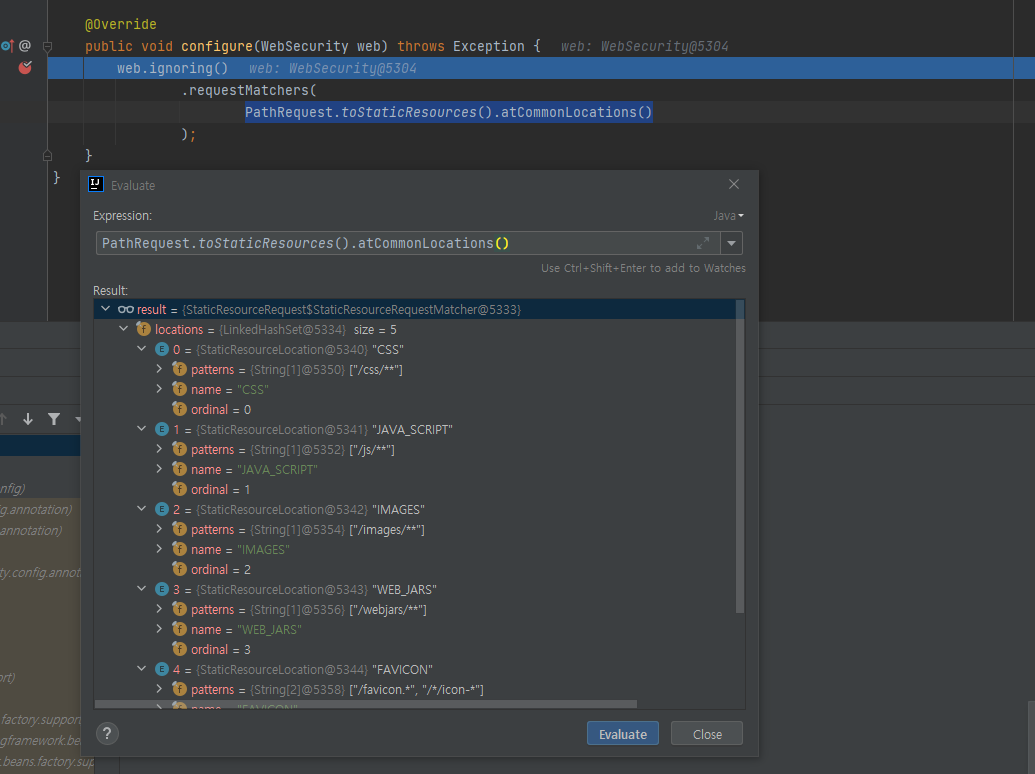 @Override
@
public void configure(WebSecurity web) throws Exception { web: WebSecurity@5304
web.ignoring() web: WebSecurity@5304
.requestMatchers(
PathRequest.toStaticResources().atCommonLocations()
);
}
}
IJ Evaluate
Expression: Java
PathRequest.toStaticResources().atCommonLocations()
Use Ctrl+Shift+Enter to add to Watches
Result:
result = {StaticResourceRequest$StaticResourceRequestMatcher@5333}
f locations = {LinkedHashSet@5334} size = 5
E 0 = {StaticResourceLocation@5340} "CSS"
f patterns = {String[1]@5350} ["/css/**"]
f name = "CSS"
f ordinal = 0
E 1 = {StaticResourceLocation@5341} "JAVA_SCRIPT"
f patterns = {String[1]@5352} ["/js/**"]
f name = "JAVA_SCRIPT"
f ordinal = 1
E 2 = {StaticResourceLocation@5342} "IMAGES"
f patterns = {String[1]@5354} ["/images/**"]
f name = "IMAGES"
f ordinal = 2
E 3 = {StaticResourceLocation@5343} "WEB_JARS"
f patterns = {String[1]@5356} ["/webjars/**"]
f name = "WEB_JARS"
f ordinal = 3
E 4 = {StaticResourceLocation@5344} "FAVICON"
f patterns = {String[2]@5358} ["/favicon.*", "/*/icon-*"]
f name = "FAVICON"
nfig)
g.annotation)
annotation)
ty.config.annot
ort)
factory.support
gframework.be
.beans.factory.sup
? Evaluate Close